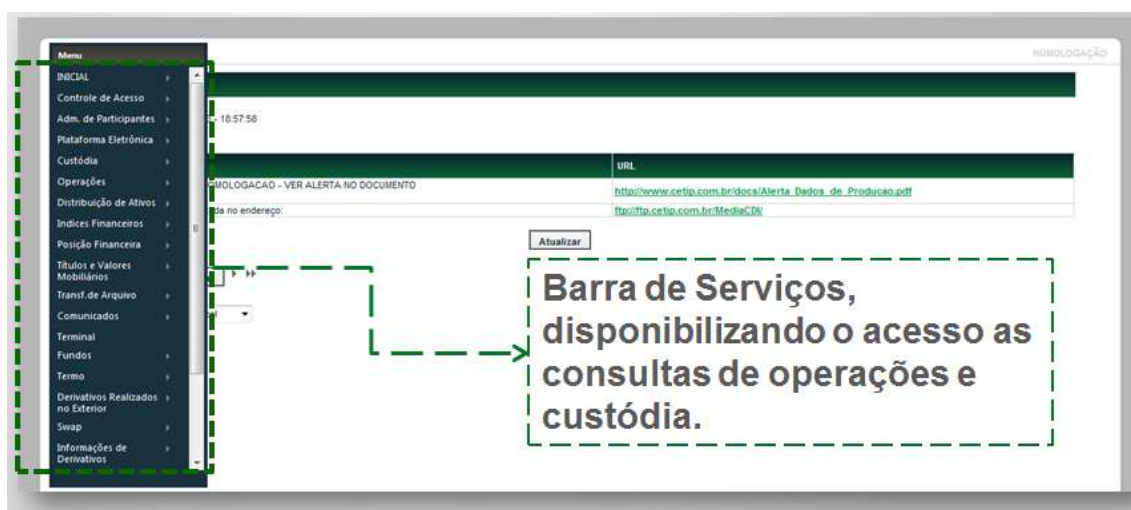 Menu
HOMOLOGAÇÃO
INICIAL
Controle de Acesso
Adm. de Participantes
- 18:57:58
Plataforma Eletrônica
Custódia
URL
Operações
OMOLOGACAO - VER ALERTA NO DOCUMENTO
http://www.cetip.com.br/docs/Alerta_Dados_de_Producao.pdf
Distribuição de Ativos
da no endereço:
ftp://ftp.cetip.com.br/MediaCDI/
Indices Financeiros
Posição Financeira
Atualizar
Títulos e Valores
Mobiliários
Transf.de Arquivo
Comunicados
Terminal
Fundos
Termo
Derivativos Realizados
no Exterior
Swap
Informações de
Derivativos
Barra de Serviços,
disponibilizando o acesso as
consultas de operações e
custódia.